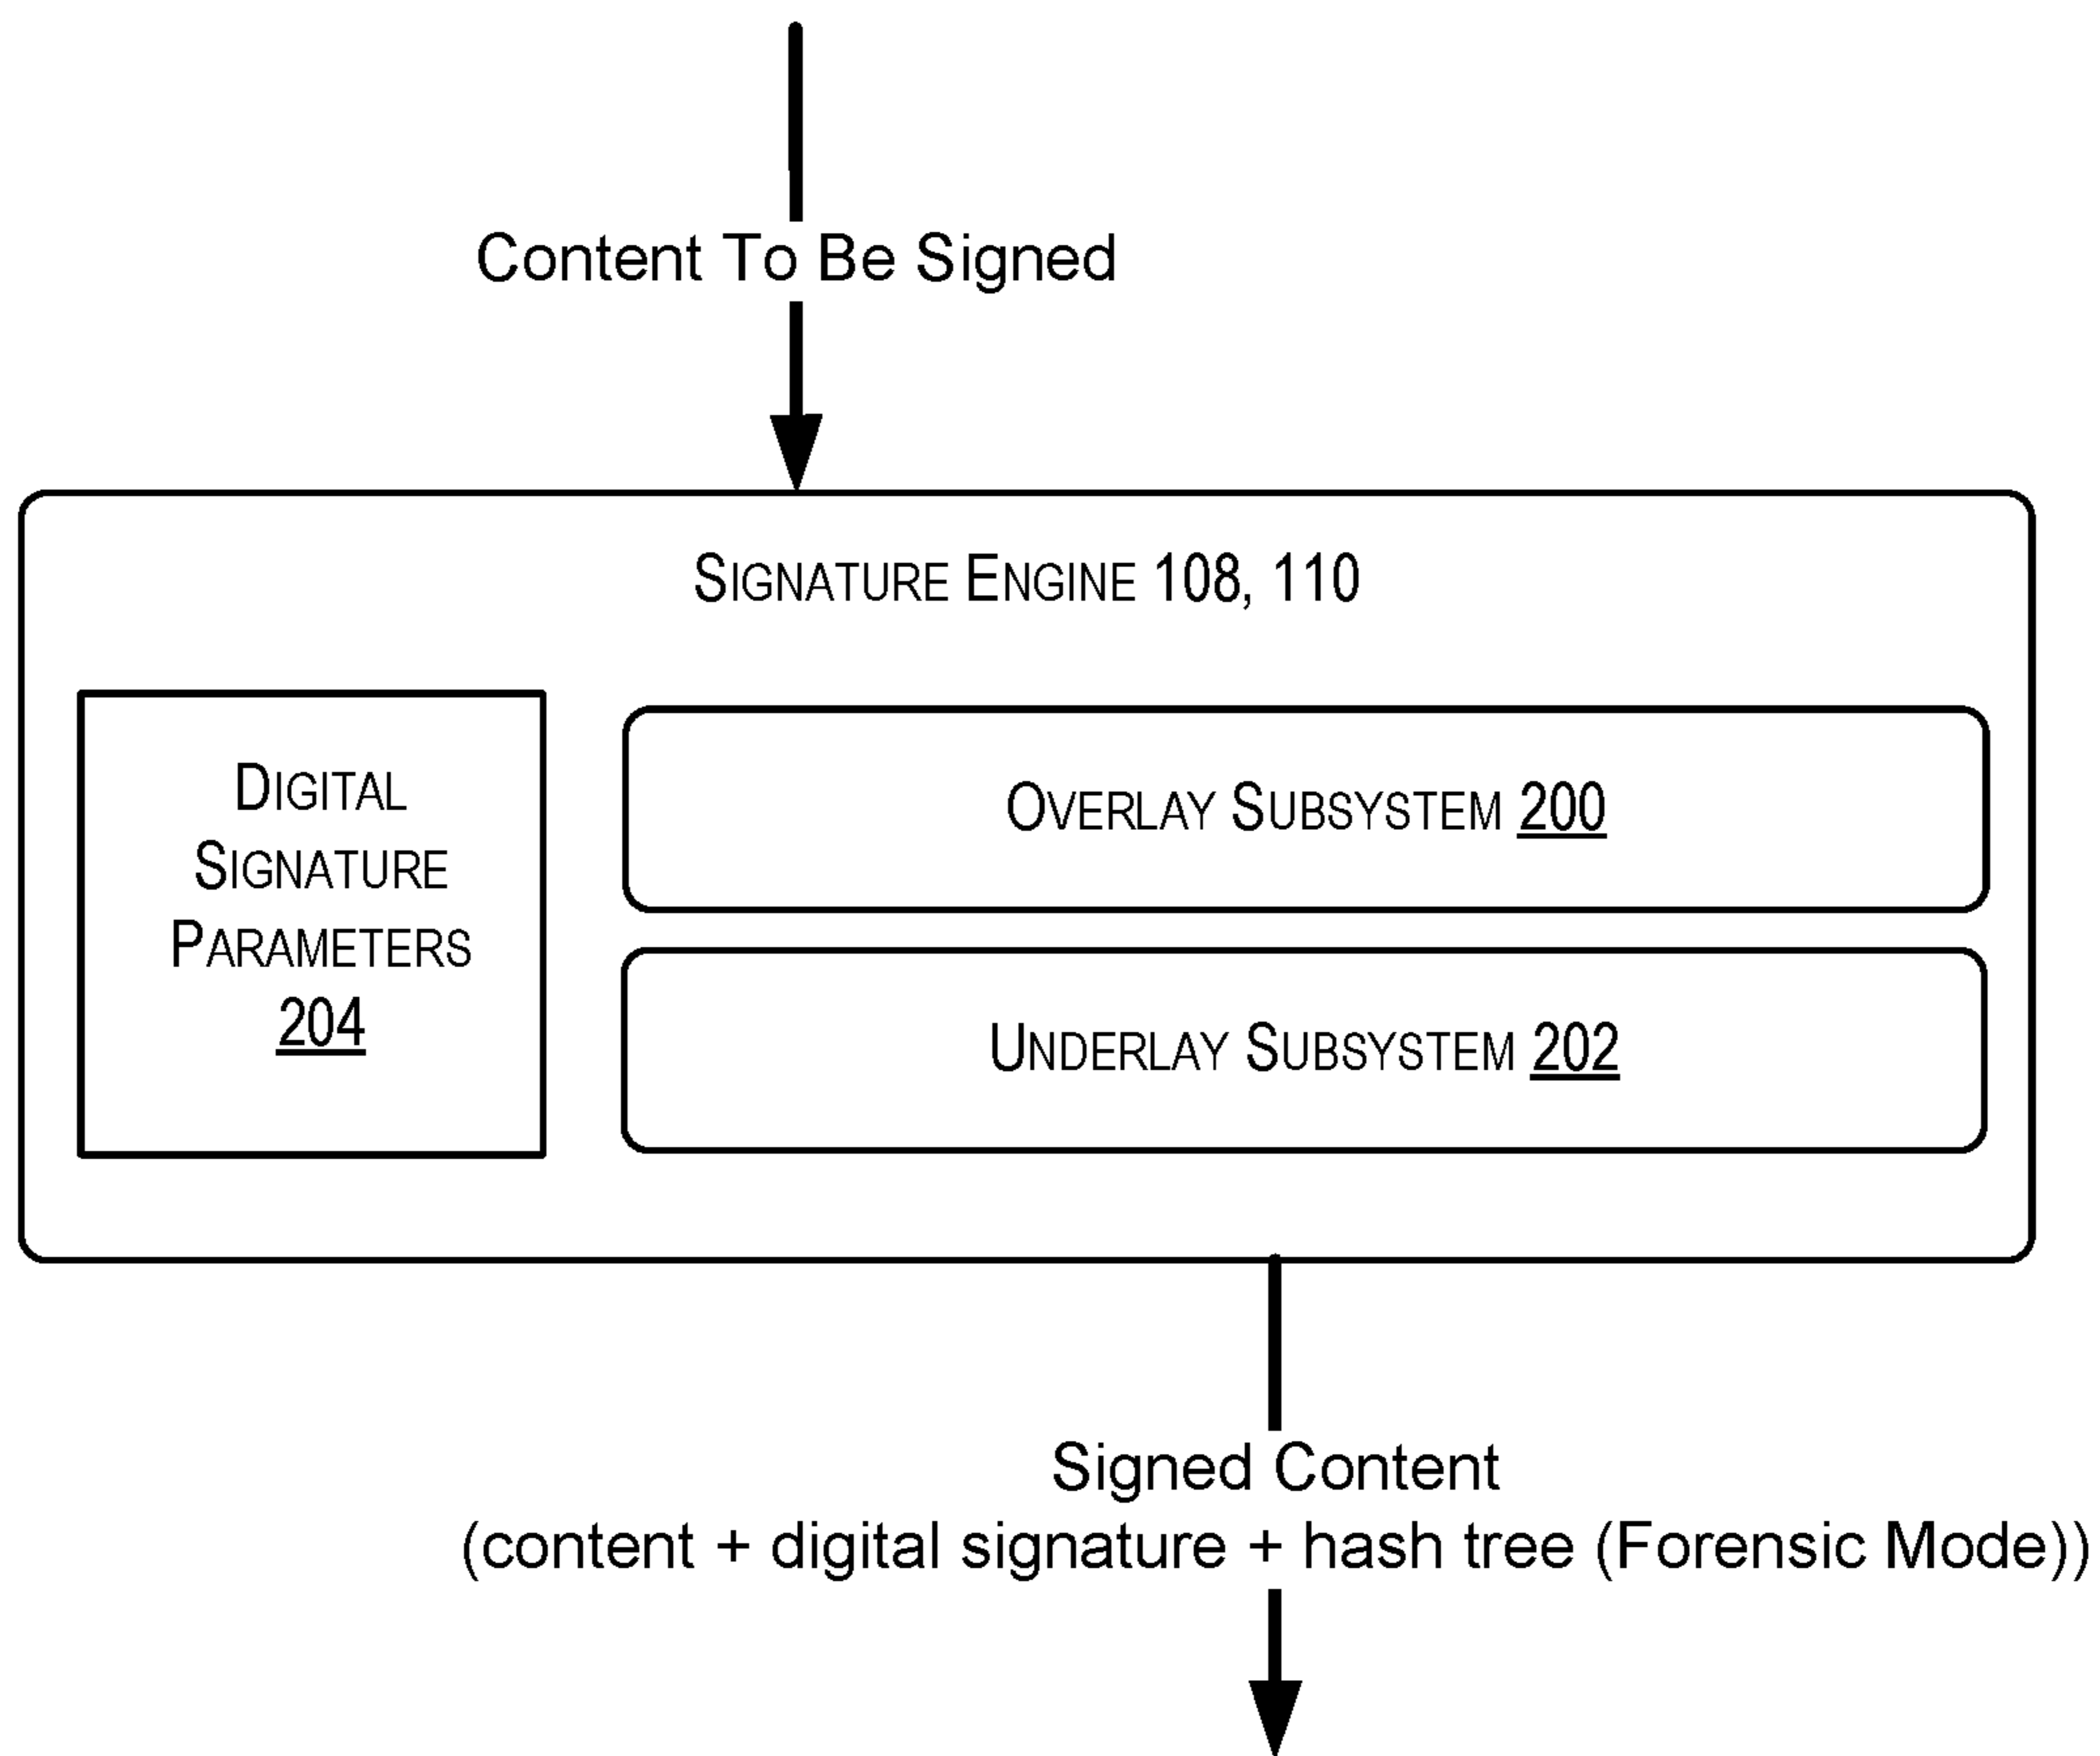 Content To Be Signed
SIGNATURE ENGINE 108, 110
DIGITAL
SIGNATURE
PARAMETERS
204
OVERLAY SUBSYSTEM 200
UNDERLAY SUBSYSTEM 202
Signed Content
(content + digital signature + hash tree (Forensic Mode))